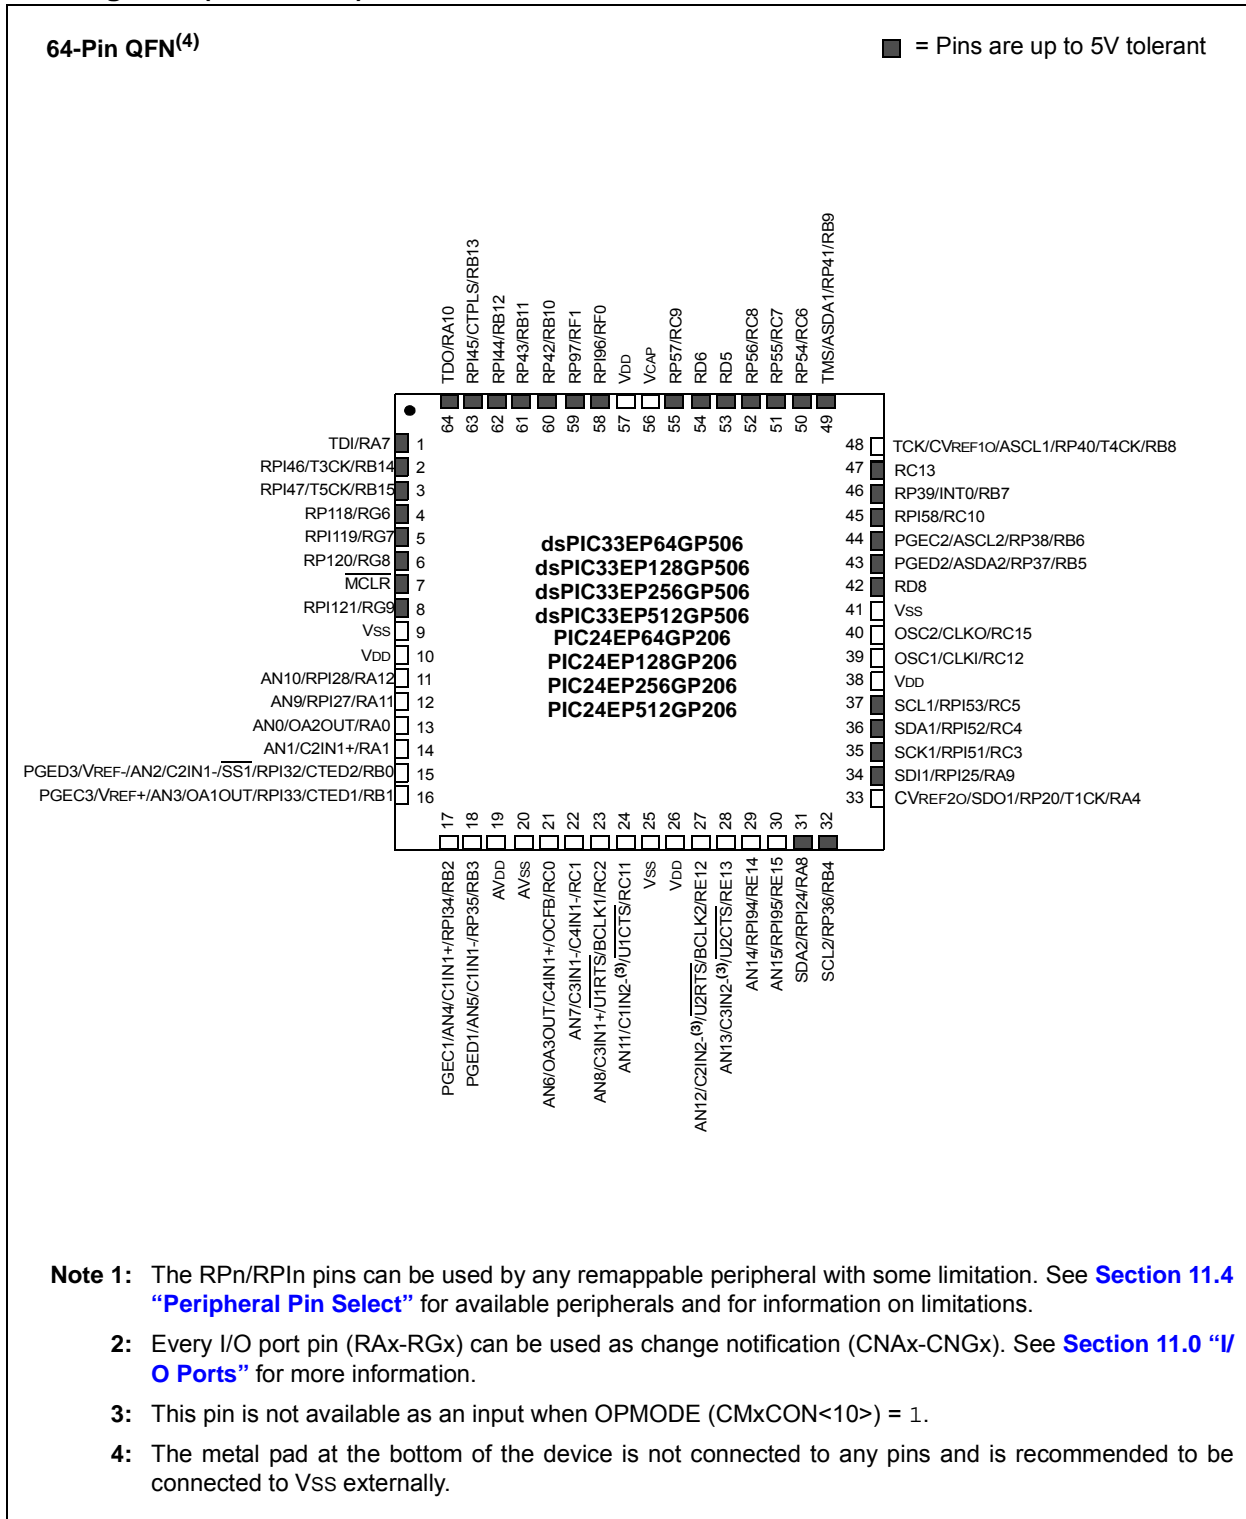 64-Pin QFN(4)
= Pins are up to 5V tolerant
TDO/RA10
RPI45/CTPLS/RB13
RPI44/RB12
RP43/RB11
RP42/RB10
RP97/RF1
RPI96/RF0
VDD
VCAP
RP57/RC9
RD6
RD5
RP56/RC8
RP55/RC7
RP54/RC6
TMS/ASDA1/RP41/RB9
64
63
62
61
60
59
58
57
56
55
54
53
52
51
50
49
TDI/RA7 1
RPI46/T3CK/RB14 2
RPI47/T5CK/RB15 3
RP118/RG6 4
RPI119/RG7 5
RP120/RG8 6
MCLR 7
RPI121/RG9 8
VSS 9
VDD 10
AN10/RPI28/RA12 11
AN9/RPI27/RA11 12
AN0/OA2OUT/RA0 13
AN1/C2IN1+/RA1 14
PGED3/VREF-/AN2/C2IN1-/SS1/RPI32/CTED2/RB0 15
PGEC3/VREF+/AN3/OA1OUT/RPI33/CTED1/RB1 16
dsPIC33EP64GP506
dsPIC33EP128GP506
dsPIC33EP256GP506
dsPIC33EP512GP506
PIC24EP64GP206
PIC24EP128GP206
PIC24EP256GP206
PIC24EP512GP206
48 TCK/CVREF1O/ASCL1/RP40/T4CK/RB8
47 RC13
46 RP39/INT0/RB7
45 RPI58/RC10
44 PGEC2/ASCL2/RP38/RB6
43 PGED2/ASDA2/RP37/RB5
42 RD8
41 VSS
40 OSC2/CLKO/RC15
39 OSC1/CLKI/RC12
38 VDD
37 SCL1/RPI53/RC5
36 SDA1/RPI52/RC4
35 SCK1/RPI51/RC3
34 SDI1/RPI25/RA9
33 CVREF2O/SDO1/RP20/T1CK/RA4
17
18
19
20
21
22
23
24
25
26
27
28
29
30
31
32
PGEC1/AN4/C1IN1+/RPI34/RB2
PGED1/AN5/C1IN1-/RP35/RB3
AVDD
AVSS
AN6/OA3OUT/C4IN1+/OCFB/RC0
AN7/C3IN1-/C4IN1-/RC1
AN8/C3IN1+/U1RTS/BCLK1/RC2
AN11/C1IN2-(3)/U1CTS/RC11
VSS
VDD
AN12/C2IN2-(3)/U2RTS/BCLK2/RE12
AN13/C3IN2-(3)/U2CTS/RE13
AN14/RPI94/RE14
AN15/RPI95/RE15
SDA2/RPI24/RA8
SCL2/RP36/RB4
Note 1: The RPn/RPIn pins can be used by any remappable peripheral with some limitation. See Section 11.4
“Peripheral Pin Select” for available peripherals and for information on limitations.
2: Every I/O port pin (RAx-RGx) can be used as change notification (CNAx-CNGx). See Section 11.0 “I/
O Ports” for more information.
3: This pin is not available as an input when OPMODE (CMxCON<10>) = 1.
4: The metal pad at the bottom of the device is not connected to any pins and is recommended to be
connected to VSS externally.